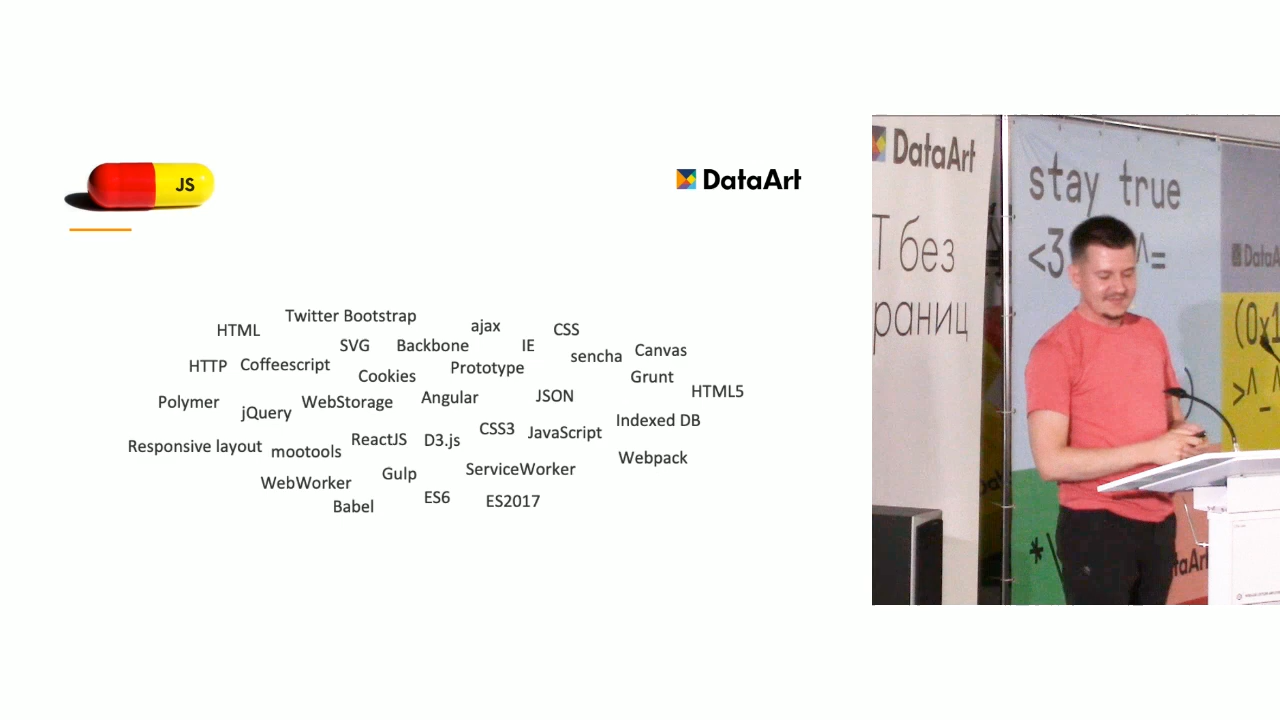 JS
DataArt
Twitter Bootstrap
HTML
ajax
CSS
SVG
Backbone
IE
sencha
Canvas
HTTP
Coffeescript
Cookies
Prototype
Grunt
HTML5
Polymer
jQuery
WebStorage
Angular
JSON
Indexed DB
Responsive layout
mootools
ReactJS
D3.js
CSS3
JavaScript
Webpack
WebWorker
Gulp
ServiceWorker
Babel
ES6
ES2017
DataArt
без
stay true
<3
^=